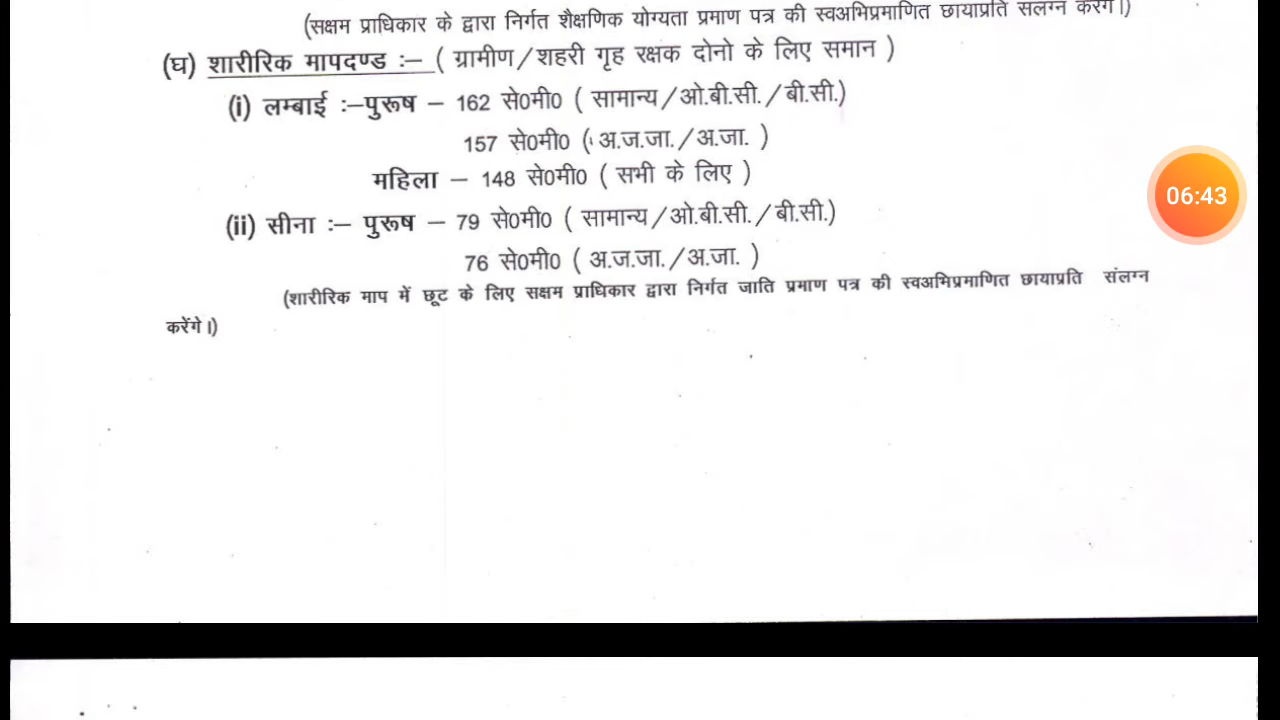 (सक्षम प्राधिकार के द्वारा निर्गत शैक्षणिक योग्यता प्रमाण पत्र की स्वअभिप्रमाणित छायाप्रति संलग्न करेंगे।)
(घ) शारीरिक मापदण्ड :– ( ग्रामीण/शहरी गृह रक्षक दोनो के लिए समान )
(i) लम्बाई :–पुरूष – 162 से0मी0 ( सामान्य/ओ.बी.सी./बी.सी.)
157 से0मी0 ( अ.ज.जा./अ.जा. )
महिला – 148 से0मी0 ( सभी के लिए )
(ii) सीना :– पुरूष – 79 से0मी0 ( सामान्य/ओ.बी.सी./बी.सी.)
76 से0मी0 ( अ.ज.जा./अ.जा. )
(शारीरिक माप में छूट के लिए सक्षम प्राधिकार द्वारा निर्गत जाति प्रमाण पत्र की स्वअभिप्रमाणित छायाप्रति संलग्न
करेंगे।)
06:43